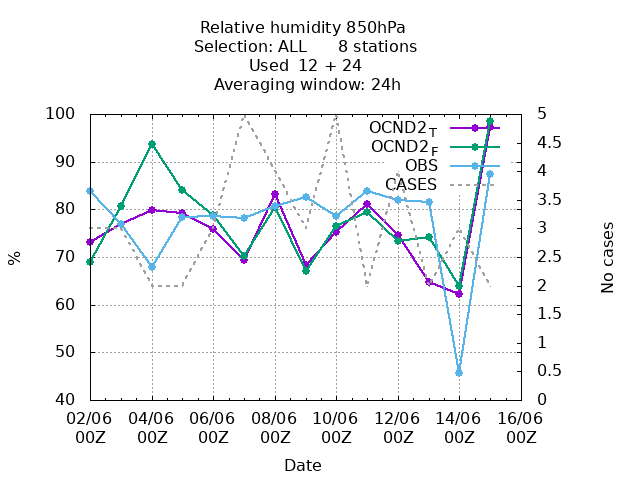 Relative humidity 850hPa
Selection: ALL      8 stations
Used  12 + 24
Averaging window: 24h
100
90
80
70
60
50
40
%
5
4.5
4
3.5
3
2.5
2
1.5
1
0.5
0
No cases
OCND2T
OCND2F
OBS
CASES
02/06 04/06 06/06 08/06 10/06 12/06 14/06 16/06
00Z 00Z 00Z 00Z 00Z 00Z 00Z 00Z
Date